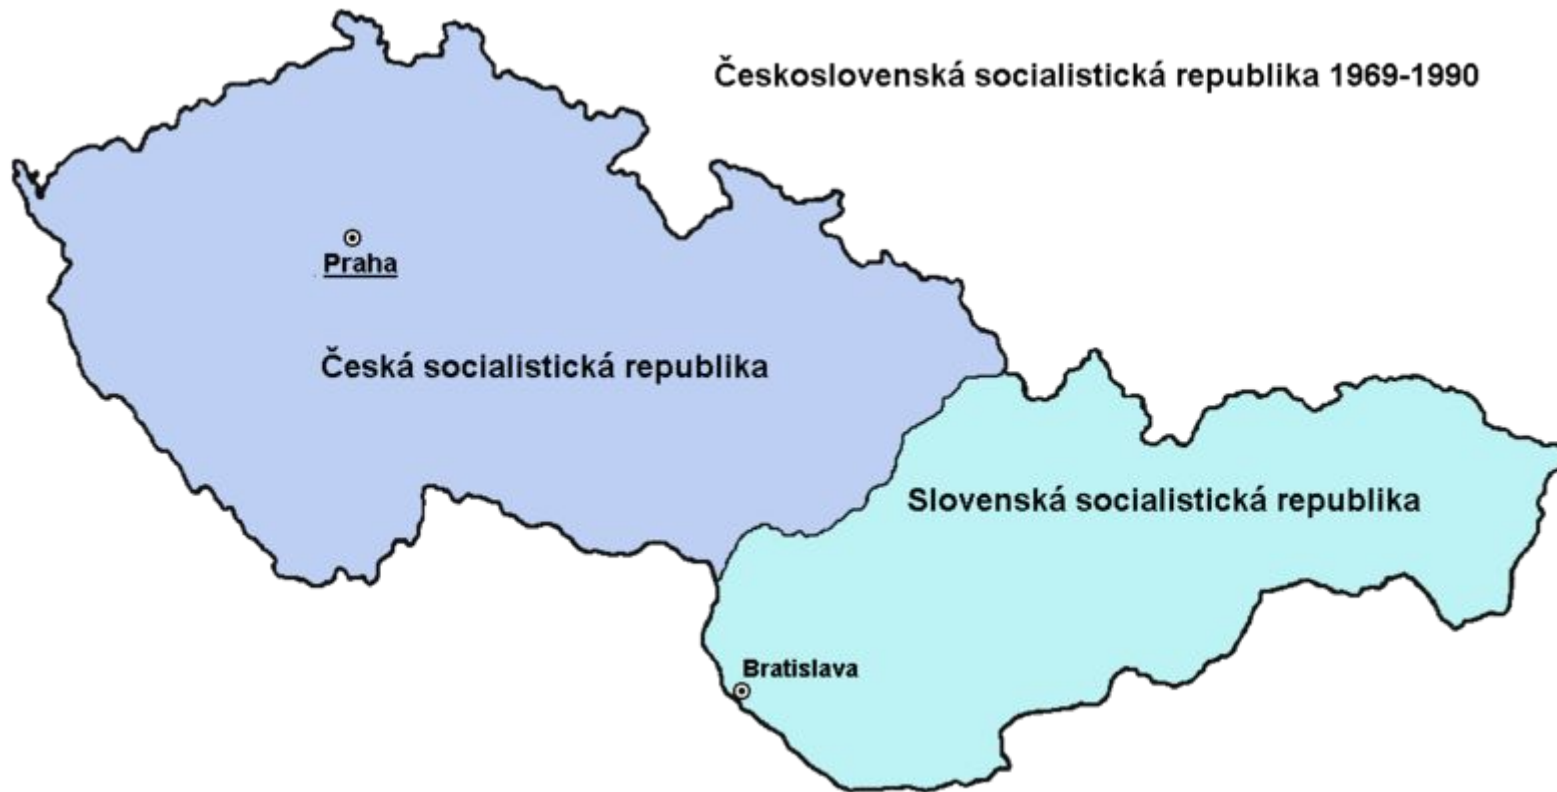 Československá socialistická republika 1969-1990
Praha
Česká socialistická republika
Slovenská socialistická republika
Bratislava